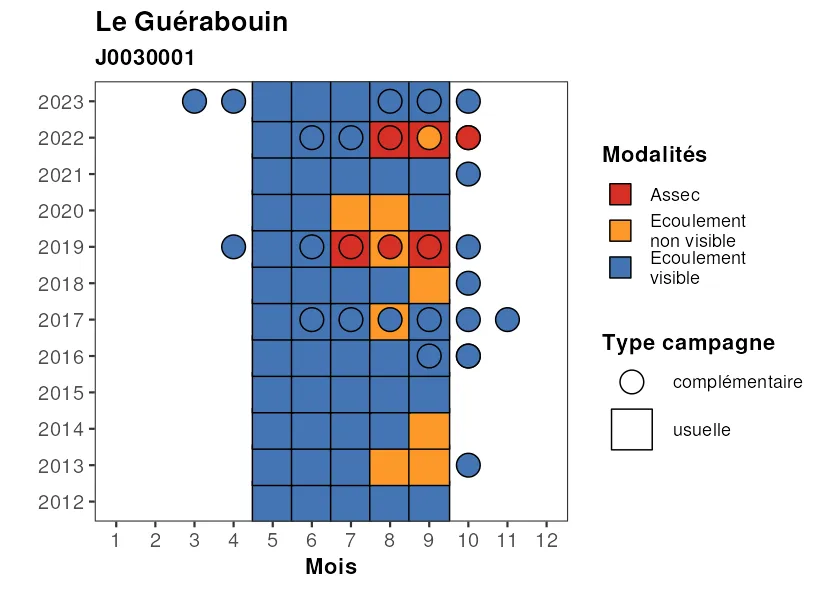 Le Guérabouin
J0030001
2023
2022
2021
2020
2019
2018
2017
2016
2015
2014
2013
2012
1 2 3 4 5 6 7 8 9 10 11 12
Mois
Modalités
Assec
Ecoulement
non visible
Ecoulement
visible
Type campagne
complémentaire
usuelle